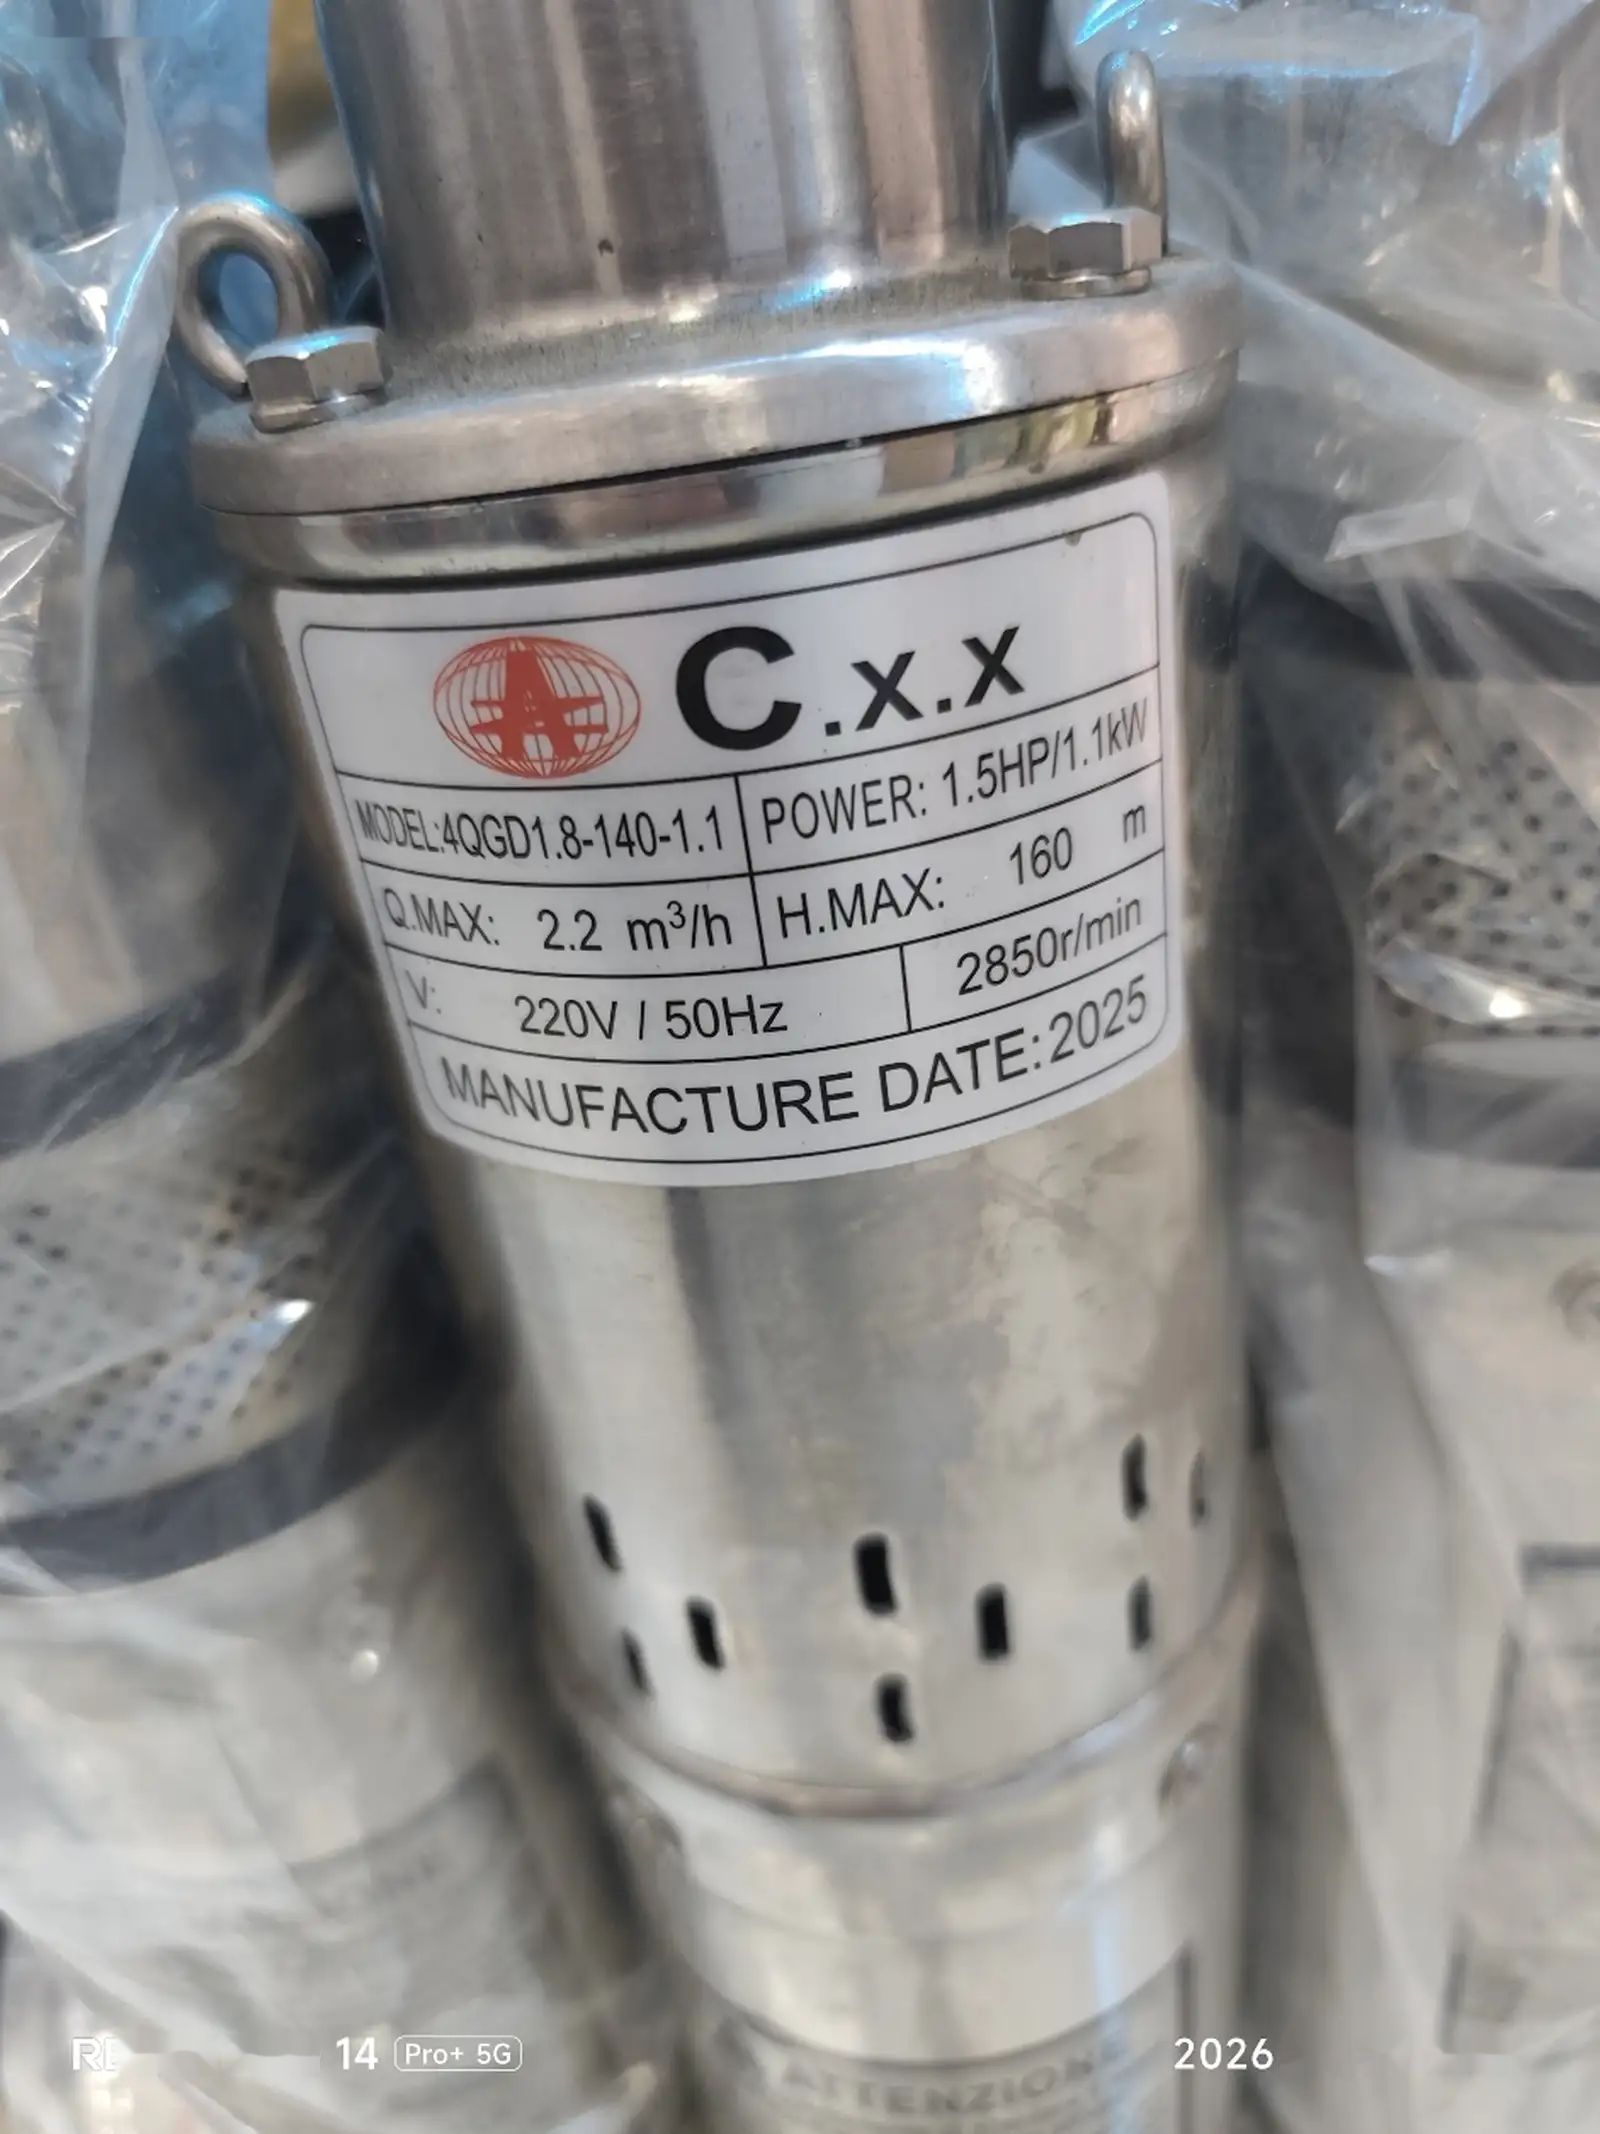 C.x.x
MODEL:4QGD1.8-140-1.1 POWER: 1.5HP/1.1kW
Q.MAX: 2.2 m³/h H.MAX: 160 m
V: 220V / 50Hz 2850r/min
MANUFACTURE DATE:2025
ATTENZIONE
14 Pro+ 5G 2026